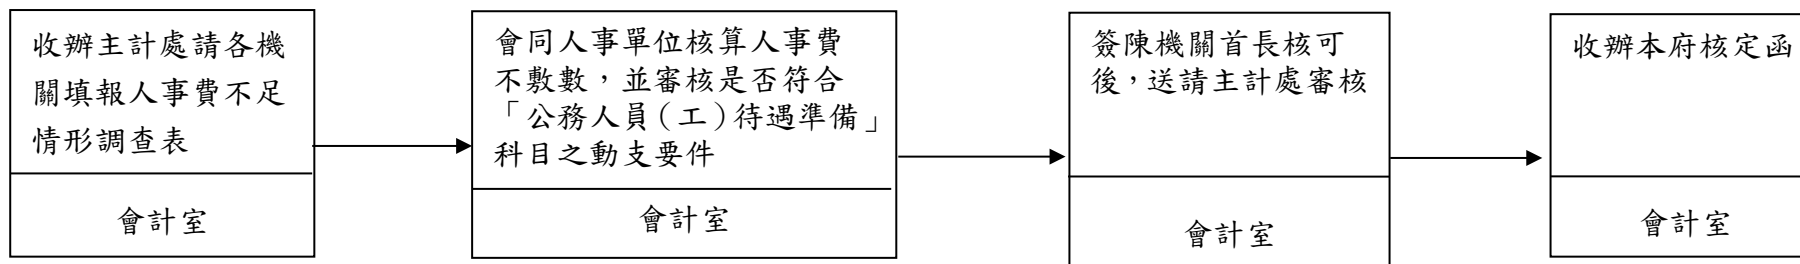 收辦主計處請各機
關填報人事費不足
情形調查表
會計室
會同人事單位核算人事費
不敷數，並審核是否符合
「公務人員（工）待遇準備」
科目之動支要件
會計室
簽陳機關首長核可
後，送請主計處審核
會計室
收辦本府核定函
會計室